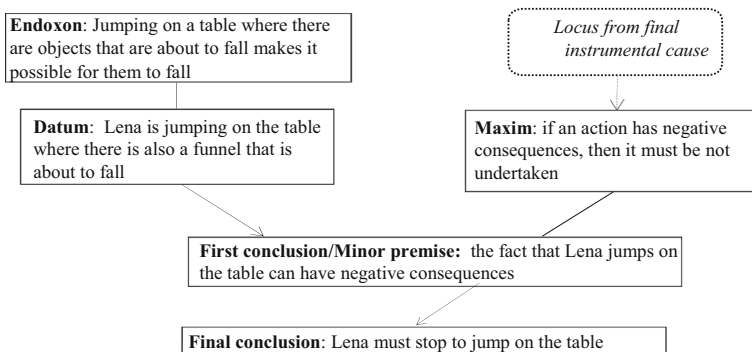 Endoxon: Jumping on a table where there
are objects that are about to fall makes it
possible for them to fall
Locus from final
instrumental cause
Datum: Lena is jumping on the table
where there is also a funnel that is
about to fall
Maxim: if an action has negative
consequences, then it must be not
undertaken
First conclusion/Minor premise: the fact that Lena jumps on
the table can have negative consequences
Final conclusion: Lena must stop to jump on the table